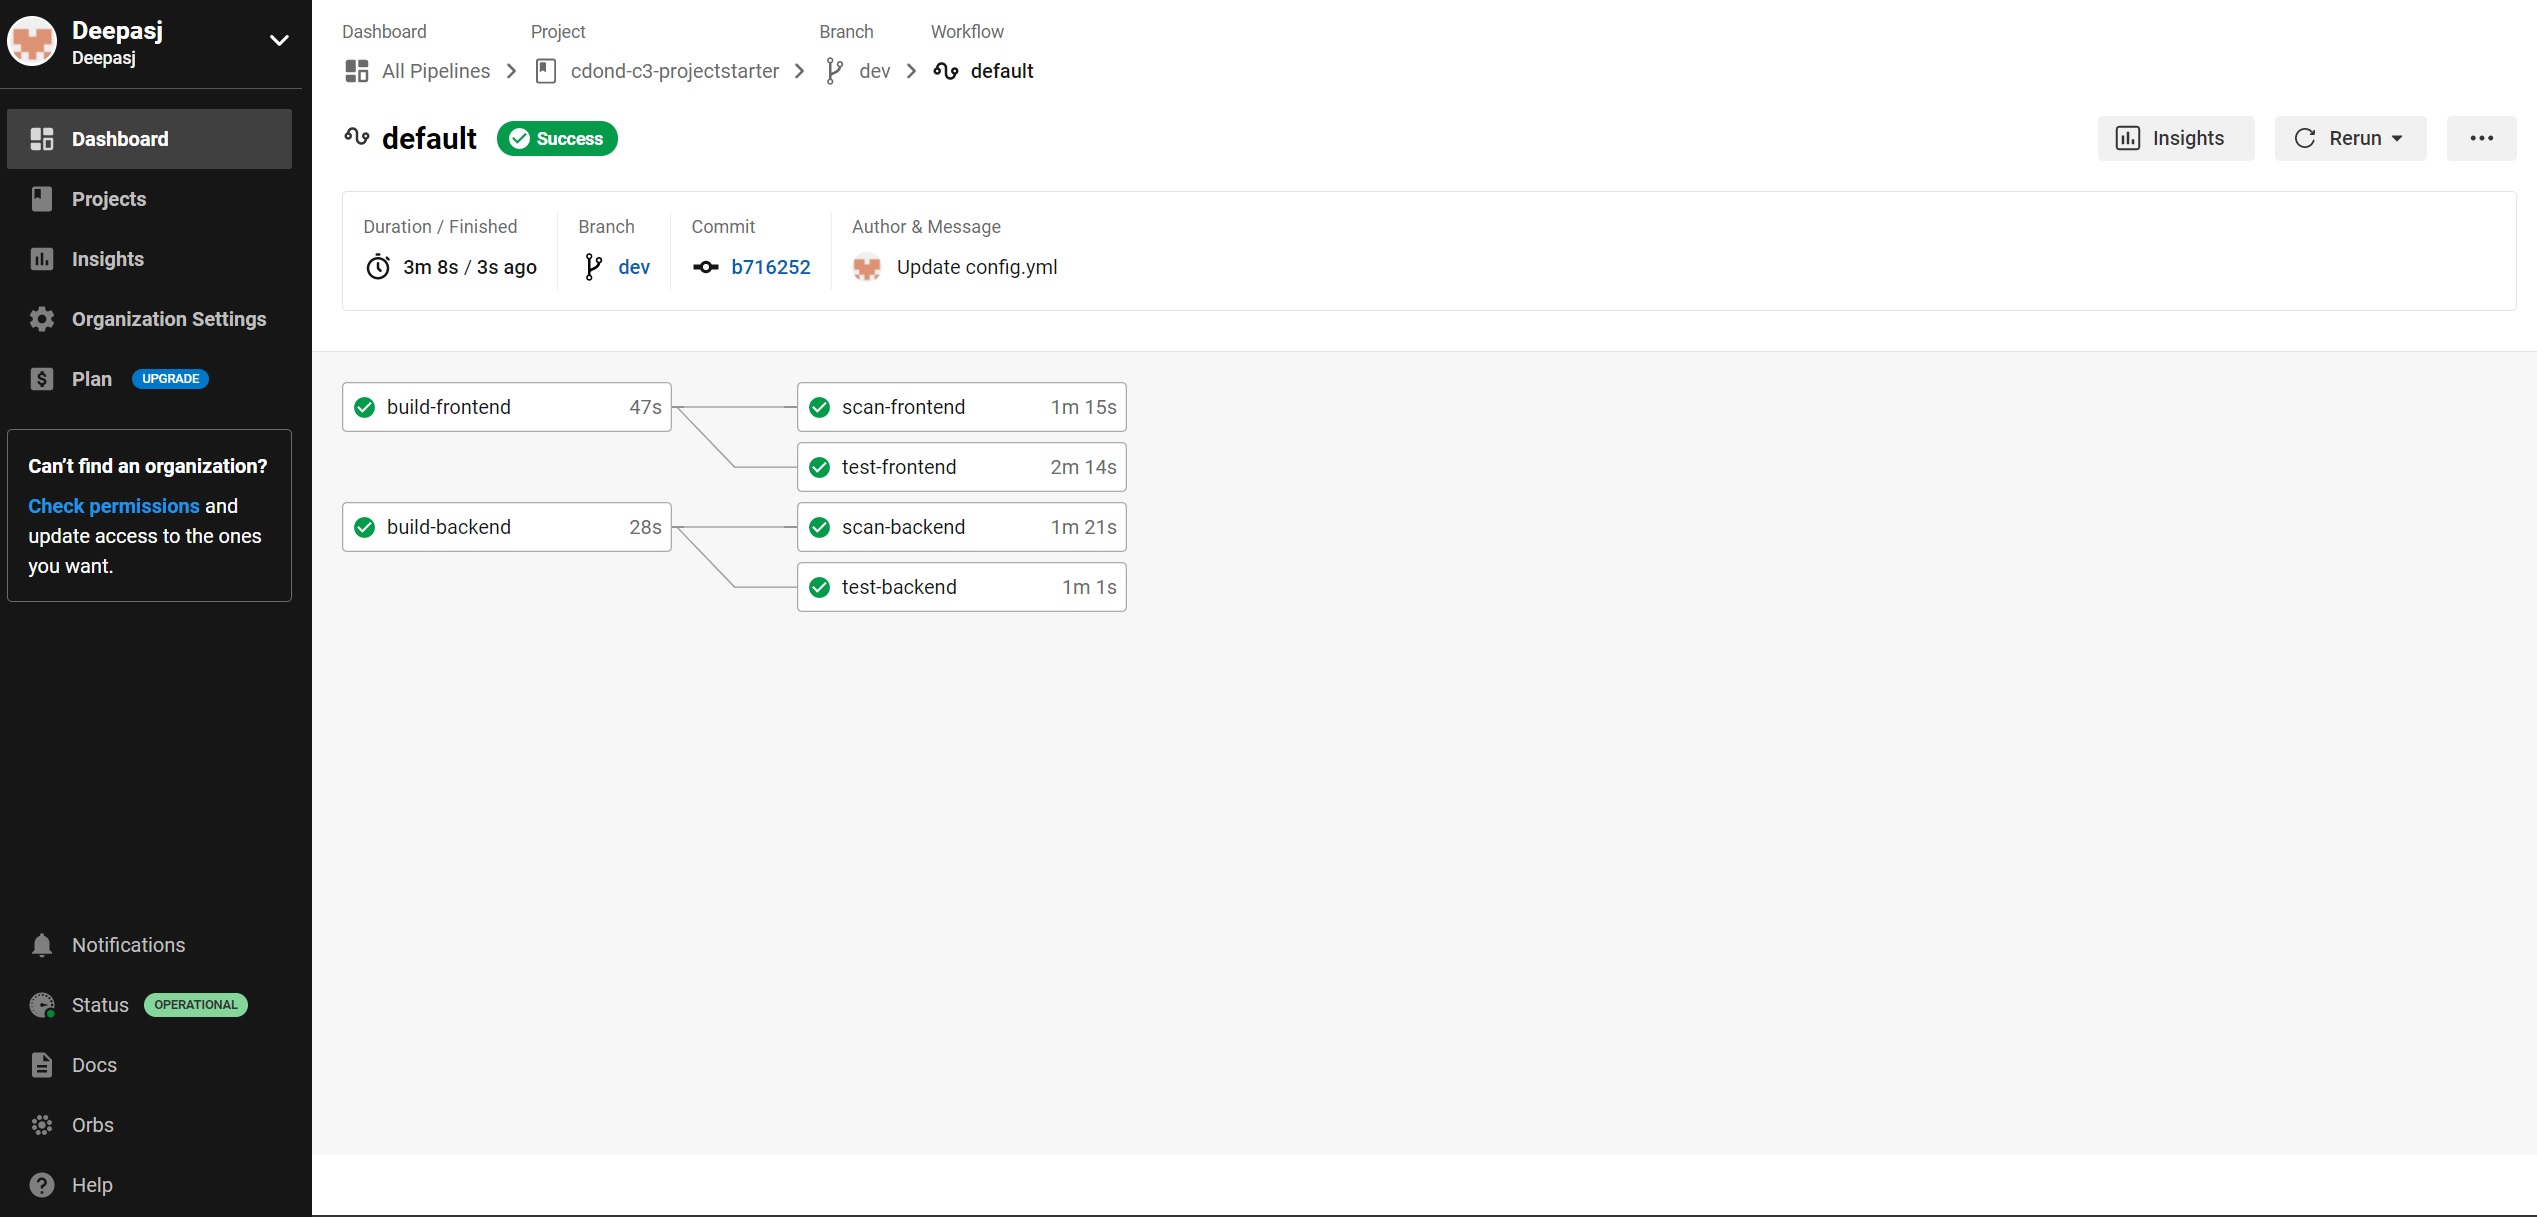 Deepasj
Deepasj
Dashboard
Projects
Insights
Organization Settings
Plan UPGRADE
Can't find an organization?
Check permissions and
update access to the ones
you want.
Notifications
Status OPERATIONAL
Docs
Orbs
Help
Dashboard Project Branch Workflow
All Pipelines cdond-c3-projectstarter dev default
default Success
Insights Rerun
Duration / Finished Branch Commit Author & Message
3m 8s / 3s ago dev b716252 Update config.yml
build-frontend 47s scan-frontend 1m 15s
test-frontend 2m 14s
build-backend 28s scan-backend 1m 21s
test-backend 1m 1s